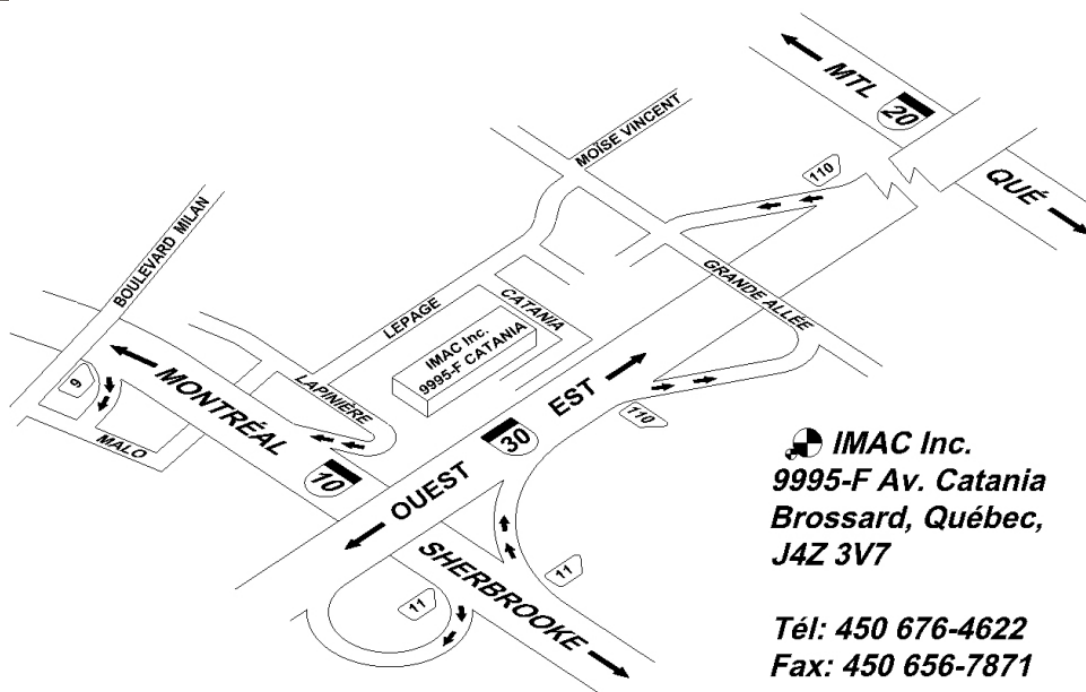 MTL
20
QUÉ
MOÏSE VINCENT
110
BOULEVARD MILAN
GRANDE ALLÉE
LEPAGE
CATANIA
IMAC Inc.
9995-F CATANIA
LAPINIÈRE
9
MONTRÉAL
MALO
10
EST
30
OUEST
110
SHERBROOKE
11
11
IMAC Inc.
9995-F Av. Catania
Brossard, Québec,
J4Z 3V7
Tél: 450 676-4622
Fax: 450 656-7871